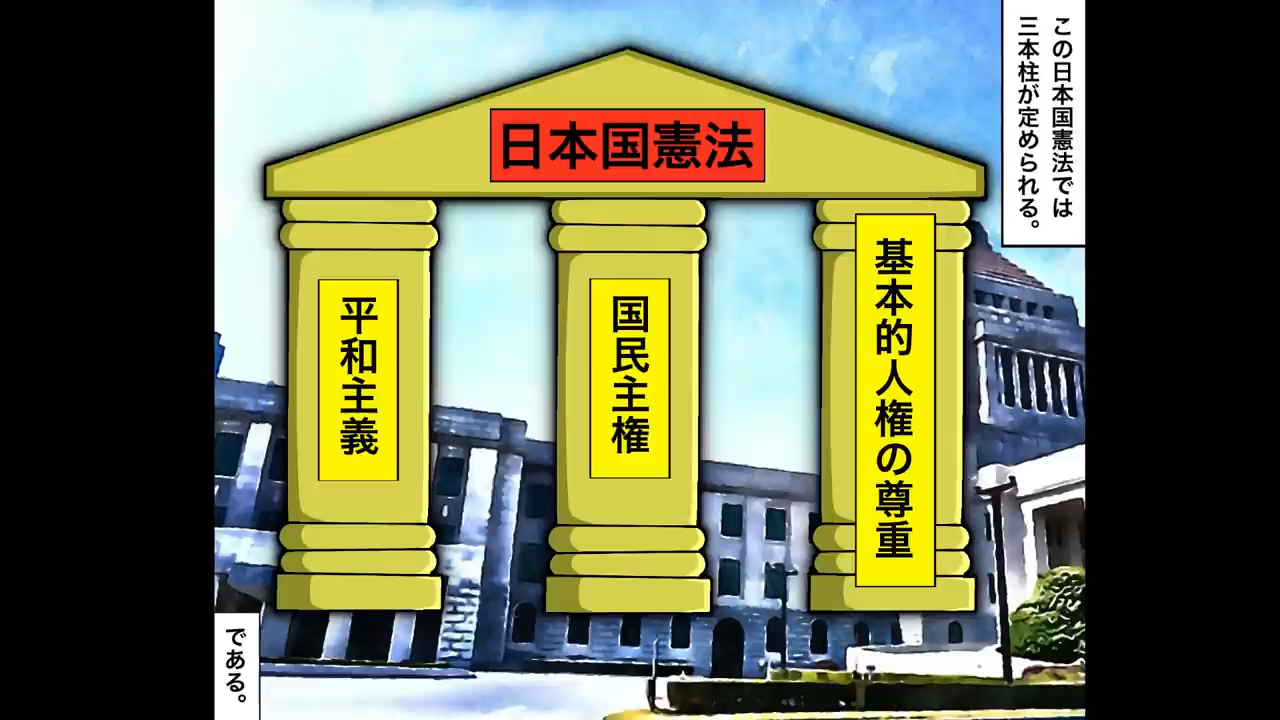 この日本国憲法では
三本柱が定められる。
日本国憲法
基本的人権の尊重
国民主権
平和主義
である。